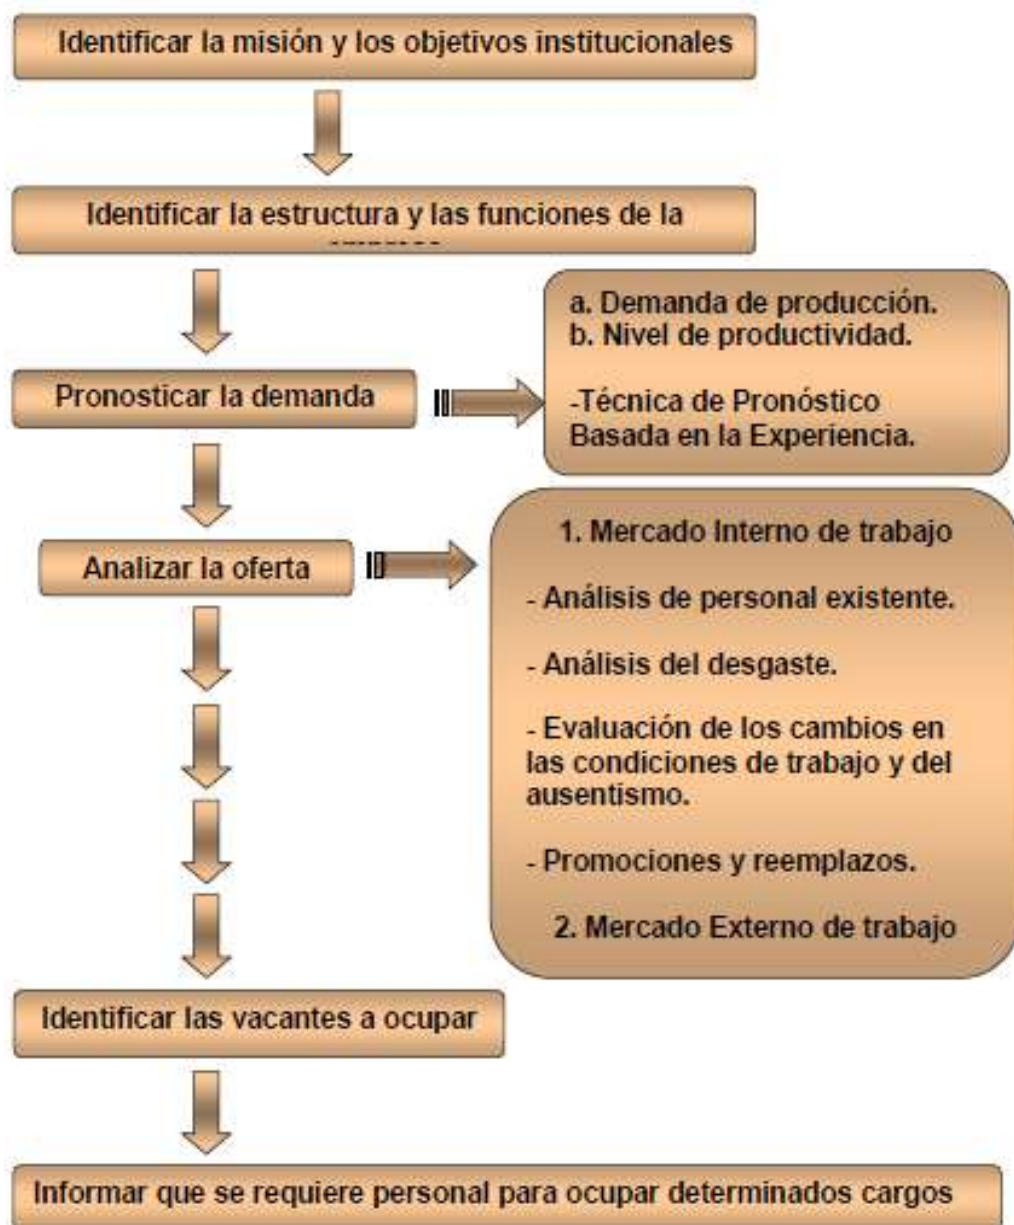 Identificar la misión y los objetivos institucionales
Identificar la estructura y las funciones de la
a. Demanda de producción.
b. Nivel de productividad.
Pronosticar la demanda
-Técnica de Pronóstico
Basada en la Experiencia.
1. Mercado Interno de trabajo
Analizar la oferta
- Análisis de personal existente.
- Análisis del desgaste.
- Evaluación de los cambios en
las condiciones de trabajo y del
ausentismo.
- Promociones y reemplazos.
2. Mercado Externo de trabajo
Identificar las vacantes a ocupar
Informar que se requiere personal para ocupar determinados cargos